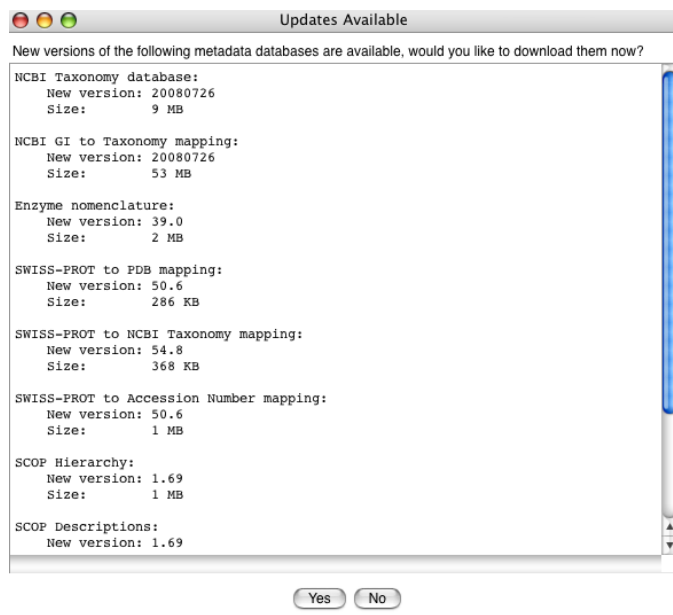 Updates Available
New versions of the following metadata databases are available, would you like to download them now?
NCBI Taxonomy database:
New version: 20080726
Size: 9 MB
NCBI GI to Taxonomy mapping:
New version: 20080726
Size: 53 MB
Enzyme nomenclature:
New version: 39.0
Size: 2 MB
SWISS-PROT to PDB mapping:
New version: 50.6
Size: 286 KB
SWISS-PROT to NCBI Taxonomy mapping:
New version: 54.8
Size: 368 KB
SWISS-PROT to Accession Number mapping:
New version: 50.6
Size: 1 MB
SCOP Hierarchy:
New version: 1.69
Size: 1 MB
SCOP Descriptions:
New version: 1.69
Yes No